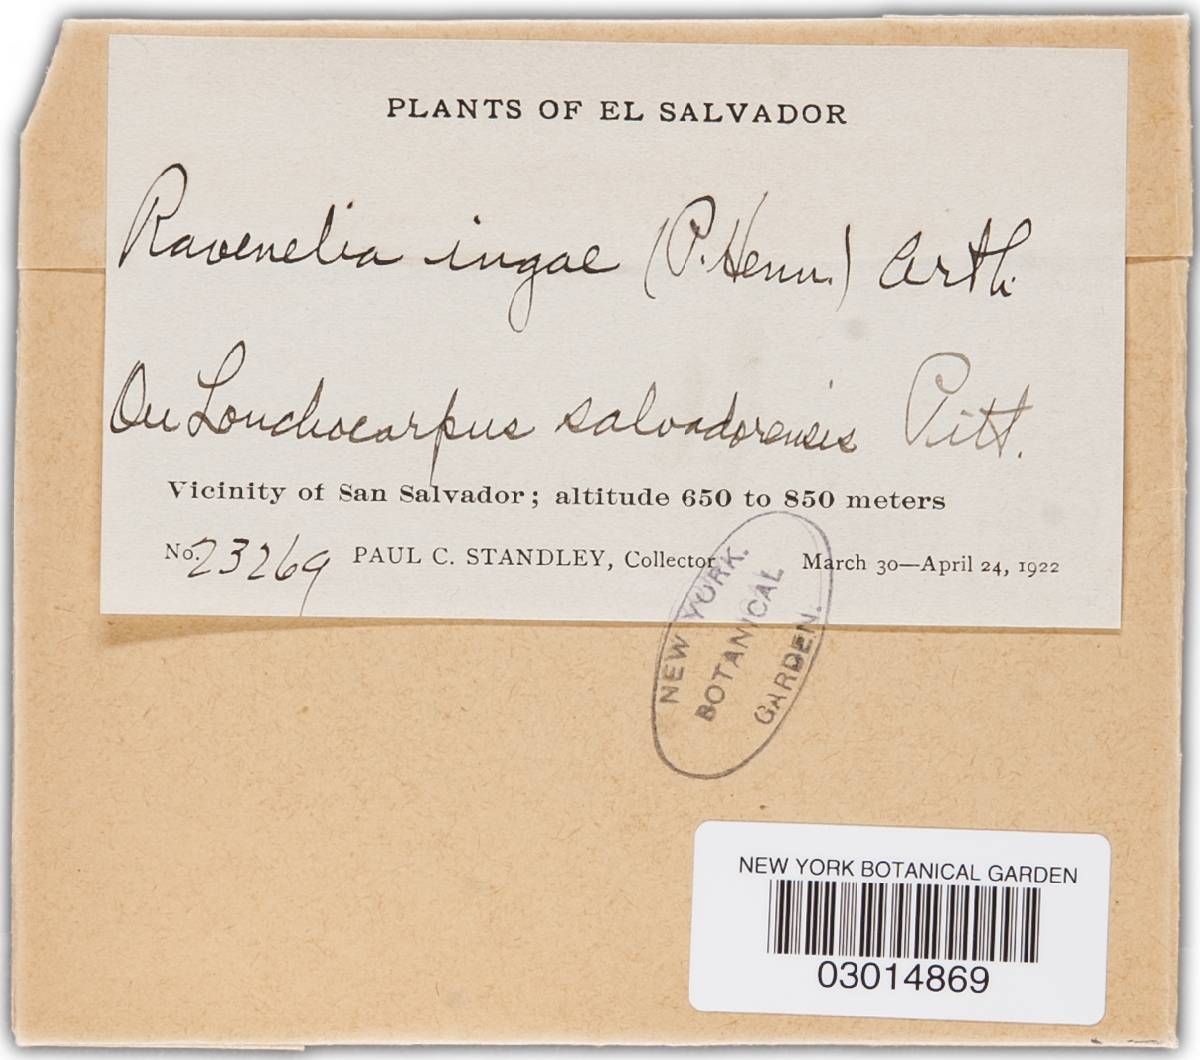 PLANTS OF EL SALVADOR
Ravenelia ingae (P. Henn.) Arth.
On Lonchocarpus salvadorensis Pitt.
Vicinity of San Salvador; altitude 650 to 850 meters
No. 23269 PAUL C. STANDLEY, Collector March 30—April 24, 1922
NEW YORK.
BOTANICAL
GARDEN.
NEW YORK BOTANICAL GARDEN
03014869